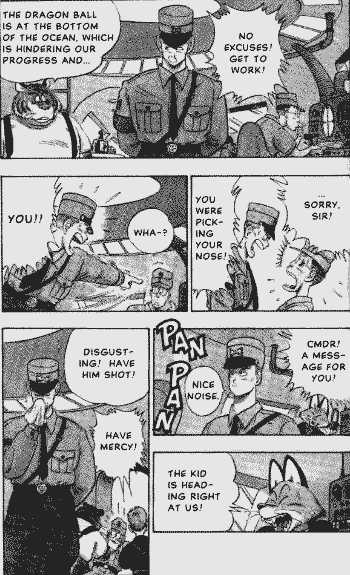 THE DRAGON BALL
IS AT THE BOTTOM
OF THE OCEAN, WHICH
IS HINDERING OUR
PROGRESS AND...
NO
EXCUSES!
GET TO
WORK!
YOU!!
WHA-?
YOU
WERE
PICK-
ING
YOUR
NOSE!
...
SORRY,
SIR!
DISGUST-
ING! HAVE
HIM SHOT!
HAVE
MERCY!
PAN
PAN
NICE
NOISE.
CMDR!
A MESS-
AGE FOR
YOU!
THE KID
IS HEAD-
ING RIGHT
AT US!